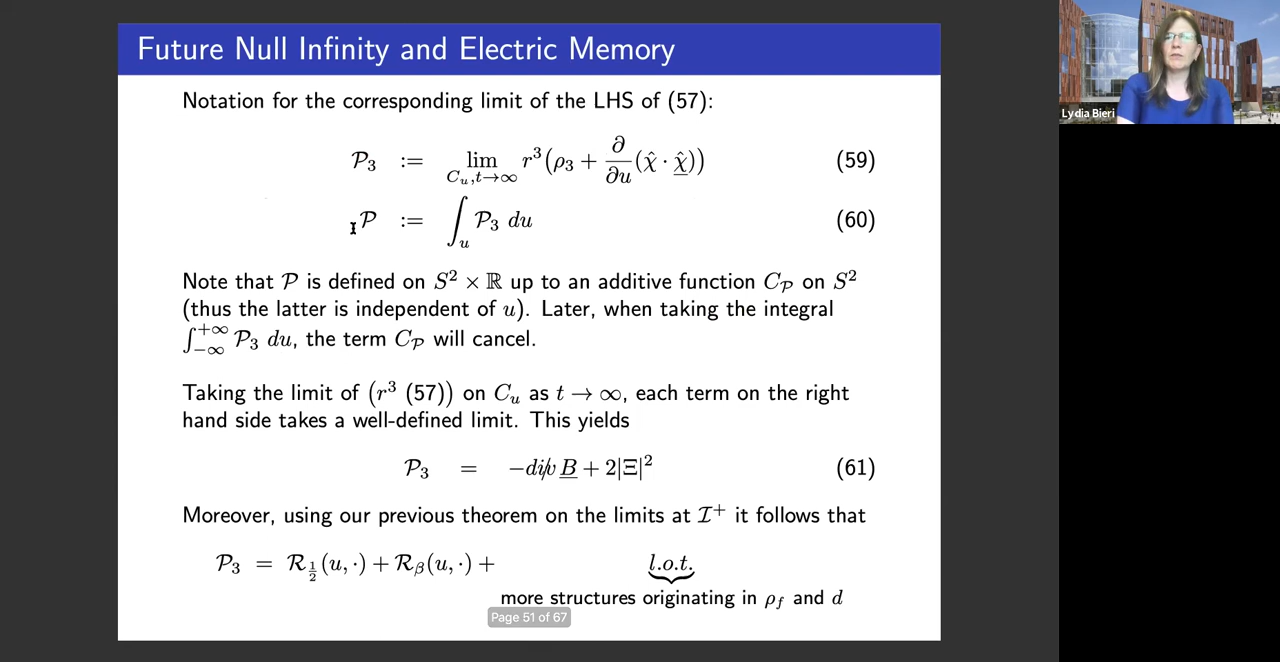 Future Null Infinity and Electric Memory
Lydia Bieri
Notation for the corresponding limit of the LHS of (57):
𝒫₃ := lim_{C_u, t→∞} r³(ρ₃ + ∂/∂u (χ̂ · χ̲̂)) (59)
𝒫 := ∫_u 𝒫₃ du (60)
Note that 𝒫 is defined on S² × ℝ up to an additive function C_𝒫 on S²
(thus the latter is independent of u). Later, when taking the integral
∫_{−∞}^{+∞} 𝒫₃ du, the term C_𝒫 will cancel.
Taking the limit of (r³ (57)) on C_u as t → ∞, each term on the right
hand side takes a well-defined limit. This yields
𝒫₃ = −di̸v B̲ + 2|Ξ|² (61)
Moreover, using our previous theorem on the limits at ℐ⁺ it follows that
𝒫₃ = ℛ_{1/2}(u, ·) + ℛ_β(u, ·) + l.o.t.
more structures originating in ρ_f and d
Page 51 of 67